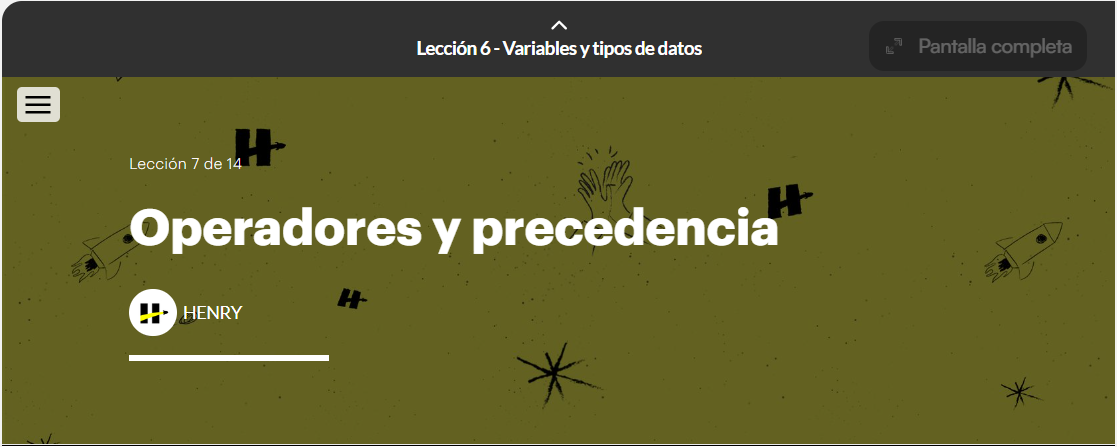 Lección 6 - Variables y tipos de datos
Pantalla completa
Lección 7 de 14
Operadores y precedencia
HENRY